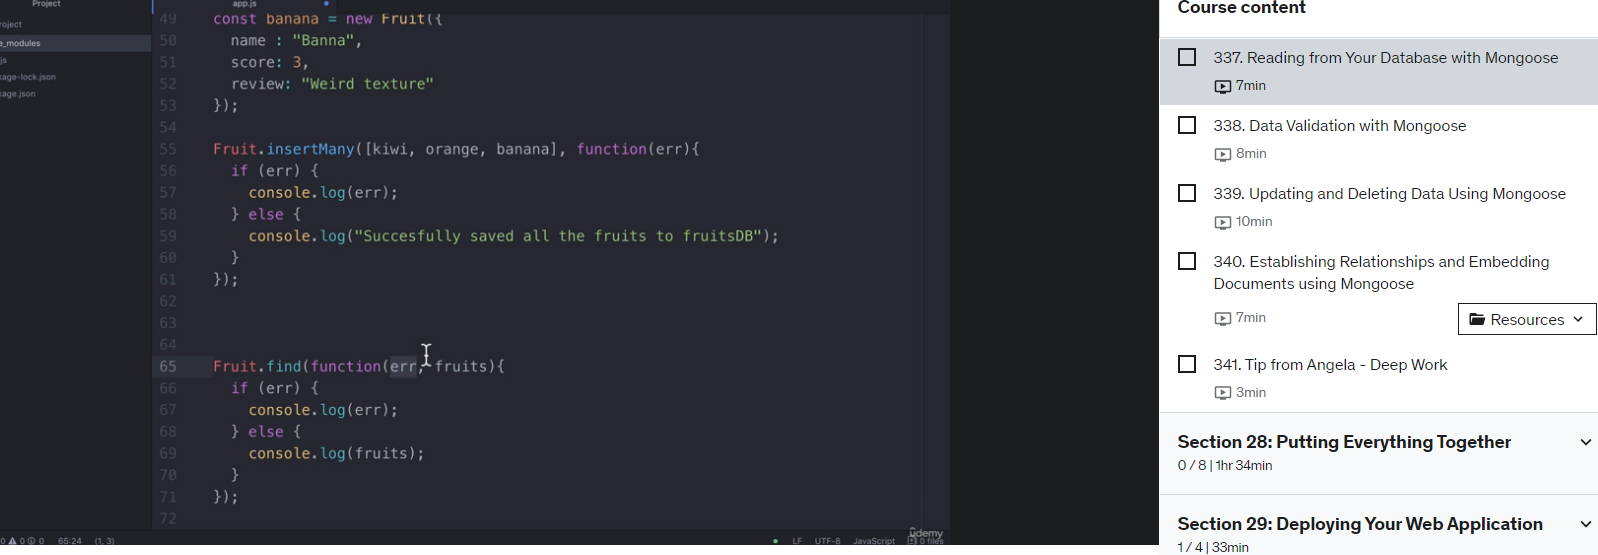 Project
app.js
roject
e_modules
js
kage-lock.json
kage.json
49 const banana = new Fruit({
50 name : "Banna",
51 score: 3,
52 review: "Weird texture"
53 });
54
55 Fruit.insertMany([kiwi, orange, banana], function(err){
56 if (err) {
57 console.log(err);
58 } else {
59 console.log("Succesfully saved all the fruits to fruitsDB");
60 }
61 });
62
63
64
65 Fruit.find(function(err, fruits){
66 if (err) {
67 console.log(err);
68 } else {
69 console.log(fruits);
70 }
71 });
72
ûdemy
0 0 0 65:24 (1, 3) LF UTF-8 JavaScript 0 files
Course content
337. Reading from Your Database with Mongoose
7min
338. Data Validation with Mongoose
8min
339. Updating and Deleting Data Using Mongoose
10min
340. Establishing Relationships and Embedding
Documents using Mongoose
7min
Resources
341. Tip from Angela - Deep Work
3min
Section 28: Putting Everything Together
0 / 8 | 1hr 34min
Section 29: Deploying Your Web Application
1 / 4 | 33min